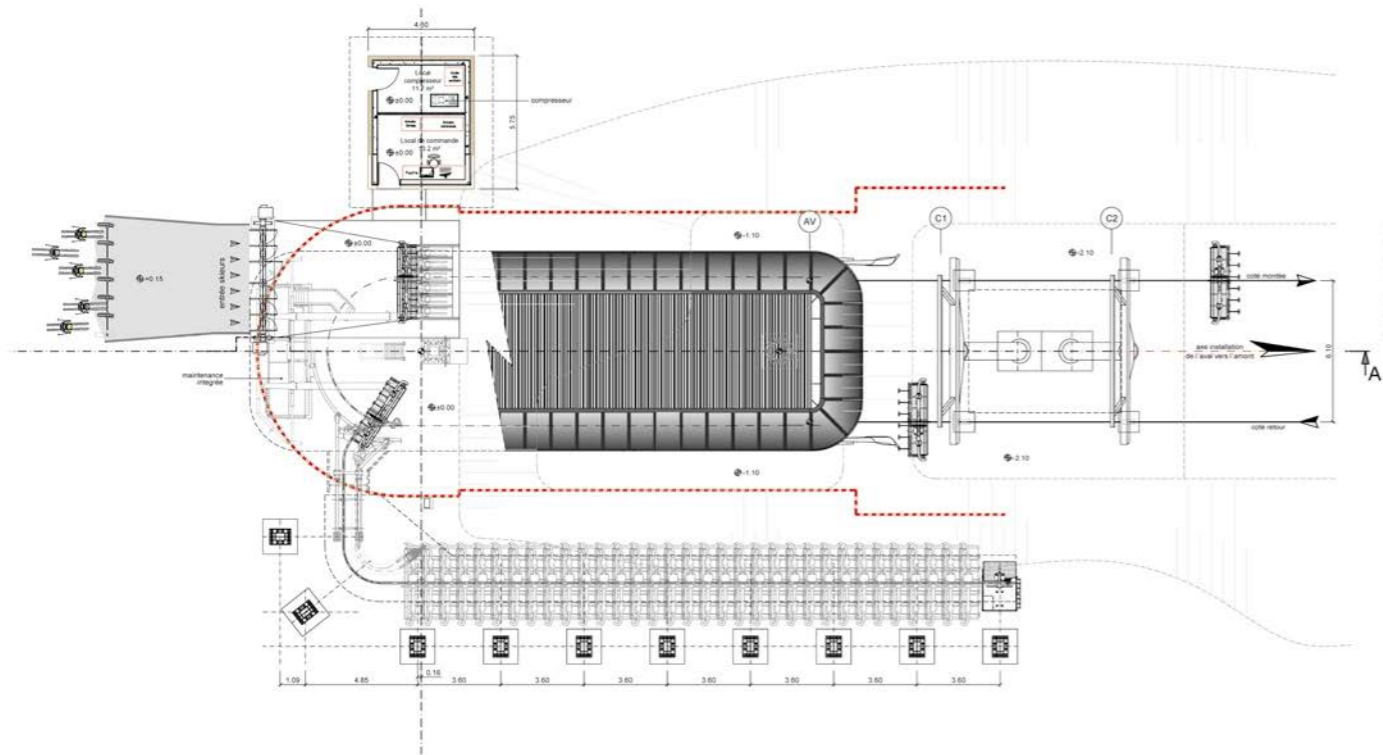 4.60
Local
compresseur
11.7 m²
±0.00
compresseur
5.75
Local de commande
±0.00
±0.00
AV
C1
C2
-1.10
-2.10
+0.15
entrée skieurs
coté montée
axe installation
de l'aval vers l'amont
6.10
A
maintenance
intégrée
±0.00
coté retour
-1.10
-2.10
0.16
1.09
4.85
3.60
3.60
3.60
3.60
3.60
3.60
3.60